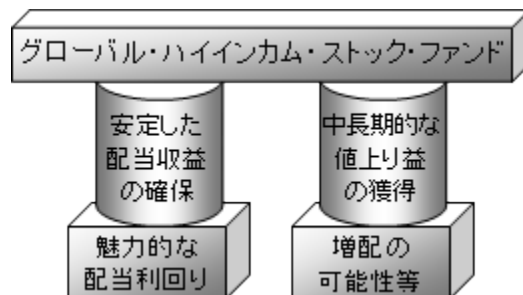 グローバル・ハイインカム・ストック・ファンド
安定した
配当収益
の確保
中長期的な
値上り益
の獲得
魅力的な
配当利回り
増配の
可能性等